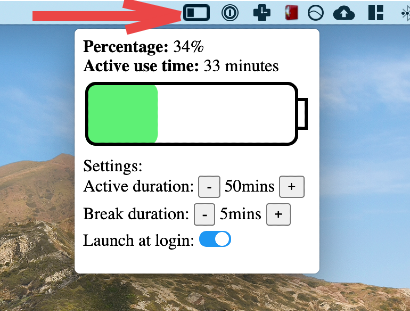 Percentage: 34%
Active use time: 33 minutes
Settings:
Active duration: - 50mins +
Break duration: - 5mins +
Launch at login: